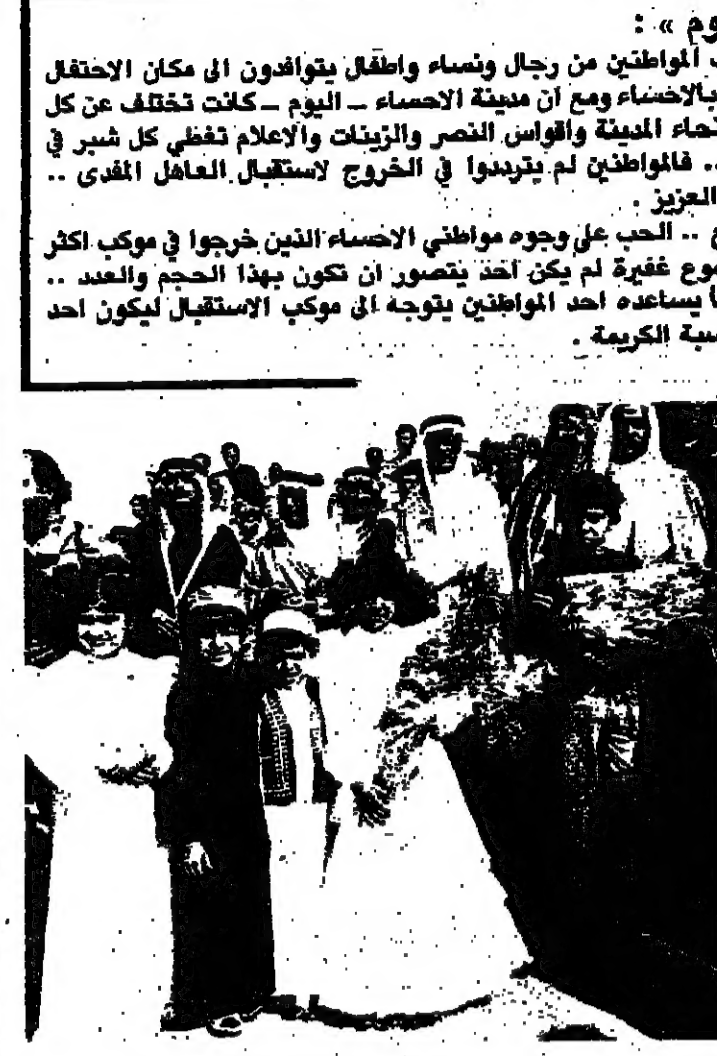 وم » :
المواطنين من رجال ونساء واطفال يتوافدون الى مكان الاحتفال
بالاحساء ومع ان مدينة الاحساء ــ اليوم ــ كانت تختلف عن كل
حاء المدينة واقواس النصر والزينات والاعلام تغطي كل شبر في
.. فالمواطنين لم يترددوا في الخروج لاستقبال العاهل المفدى ..
العزيز .
.. الحب على وجوه مواطني الاحساء الذين خرجوا في موكب اكثر
موع غفيرة لم يكن احد يتصور ان تكون بهذا الحجم والعدد ..
يساعده احد المواطنين يتوجه الى موكب الاستقبال ليكون احد
سبة الكريمة .